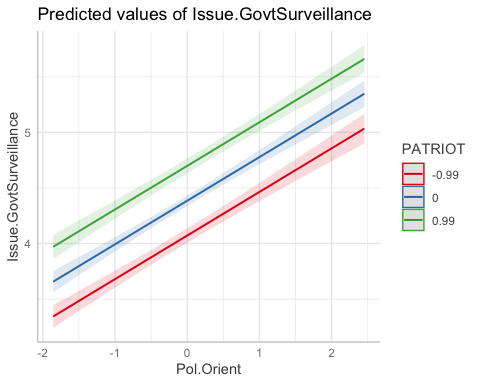 Predicted values of Issue.GovtSurveillance
Issue.GovtSurveillance
5
4
-2
-1
0
1
2
Pol.Orient
PATRIOT
-0.99
0
0.99